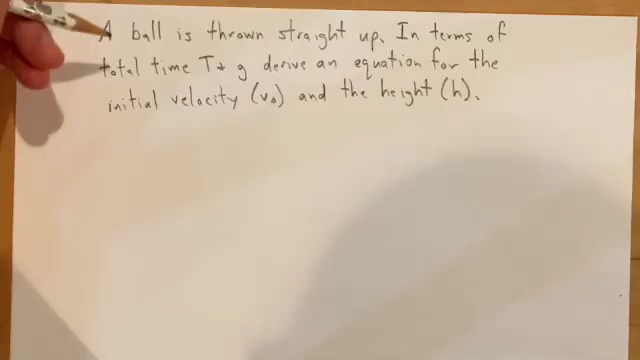 A ball is thrown straight up. In terms of
total time T & g derive an equation for the
initial velocity (v₀) and the height (h).